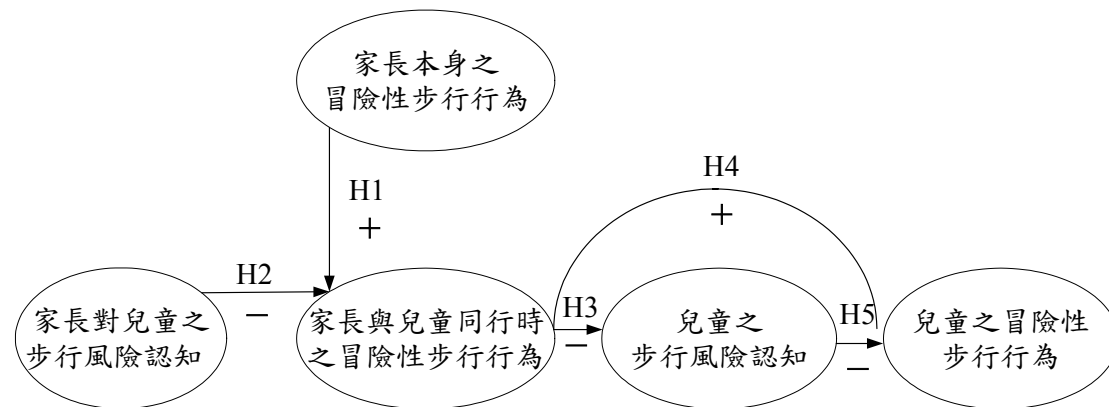 家長本身之
冒險性步行行為
H1
+
H4
+
H2
−
家長對兒童之
步行風險認知
家長與兒童同行時
之冒險性步行行為
H3
−
兒童之
步行風險認知
H5
−
兒童之冒險性
步行行為